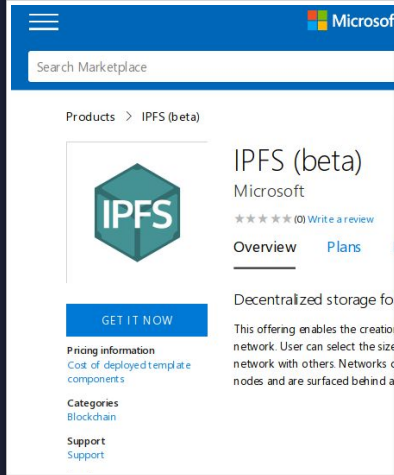 Microsof
Search Marketplace
Products > IPFS (beta)
IPFS
IPFS (beta)
Microsoft
(0) Write a review
Overview Plans
GET IT NOW
Decentralized storage fo
This offering enables the creatio
network. User can select the size
network with others. Networks c
nodes and are surfaced behind a
Pricing information
Cost of deployed template
components
Categories
Blockchain
Support
Support